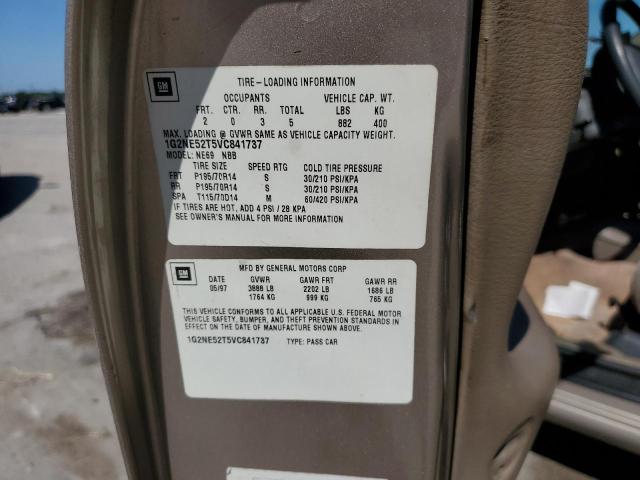 GM
TIRE-LOADING INFORMATION
OCCUPANTS VEHICLE CAP. WT.
FRT. CTR. RR. TOTAL LBS KG
2 0 3 5 882 400
MAX. LOADING @ GVWR SAME AS VEHICLE CAPACITY WEIGHT.
1G2NE52T5VC841737
MODEL: NE69 NBB
TIRE SIZE SPEED RTG COLD TIRE PRESSURE
FRT P195/70R14 S 30/210 PSI/KPA
RR P195/70R14 S 30/210 PSI/KPA
SPA T115/70D14 M 60/420 PSI/KPA
IF TIRES ARE HOT, ADD 4 PSI / 28 KPA
SEE OWNER'S MANUAL FOR MORE INFORMATION
GM
MFD BY GENERAL MOTORS CORP
DATE GVWR GAWR FRT GAWR RR
05/97 3888 LB 2202 LB 1686 LB
1764 KG 999 KG 765 KG
THIS VEHICLE CONFORMS TO ALL APPLICABLE U.S. FEDERAL MOTOR
VEHICLE SAFETY, BUMPER, AND THEFT PREVENTION STANDARDS IN
EFFECT ON THE DATE OF MANUFACTURE SHOWN ABOVE.
1G2NE52T5VC841737 TYPE: PASS CAR